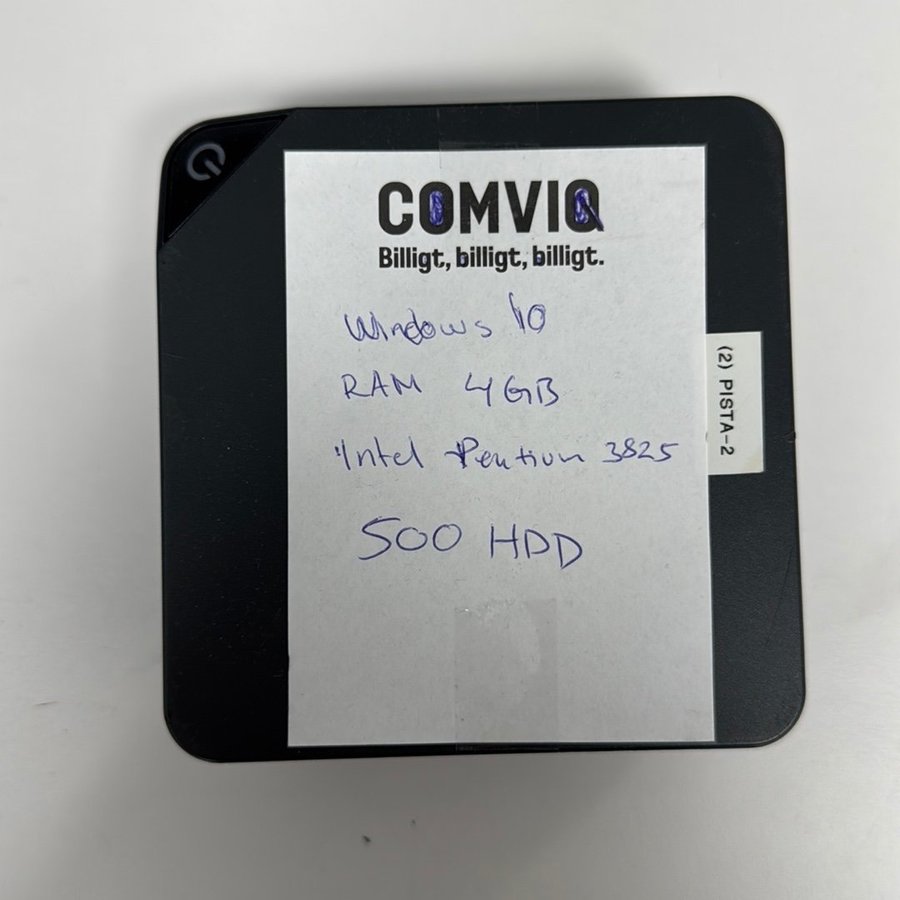 COMVIQ
Billigt, billigt, billigt.
Windows 10
RAM 4GB
Intel Pentium 3825
500 HDD
(2) PISTA-2